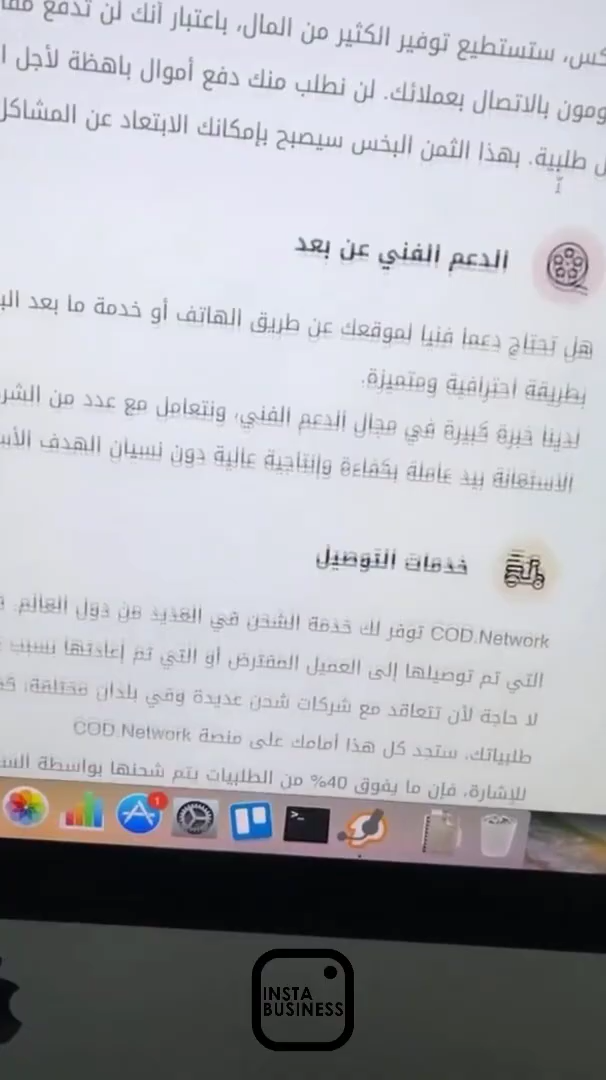 كس، ستستطيع توفير الكثير من المال، باعتبار أنك لن تدفع
ومون بالاتصال بعملائك. لن نطلب منك دفع أموال باهظة لأجل
ل طلبية. بهذا الثمن البخس سيصبح بإمكانك الابتعاد عن المشاكل
الدعم الفني عن بعد
هل تحتاج دعما فنيا لموقعك عن طريق الهاتف أو خدمة ما بعد
بطريقة احترافية ومتميزة.
لدينا خبرة كبيرة في مجال الدعم الفني، ونتعامل مع عدد من الشر
الاستعانة بيد عاملة بكفاءة وإنتاجية عالية دون نسيان الهدف
خدمات التوصيل
COD.Network توفر لك خدمة الشحن في العديد من دول العالم.
التي تم توصيلها إلى العميل المفترض أو التي تم إعادتها بسبب
لا حاجة لأن تتعاقد مع شركات شحن عديدة وفي بلدان مختلفة،
طلبياتك، ستجد كل هذا أمامك على منصة COD.Network
للإشارة، فإن ما يفوق 40% من الطلبيات يتم شحنها بواسطة
1
INSTA
BUSINESS